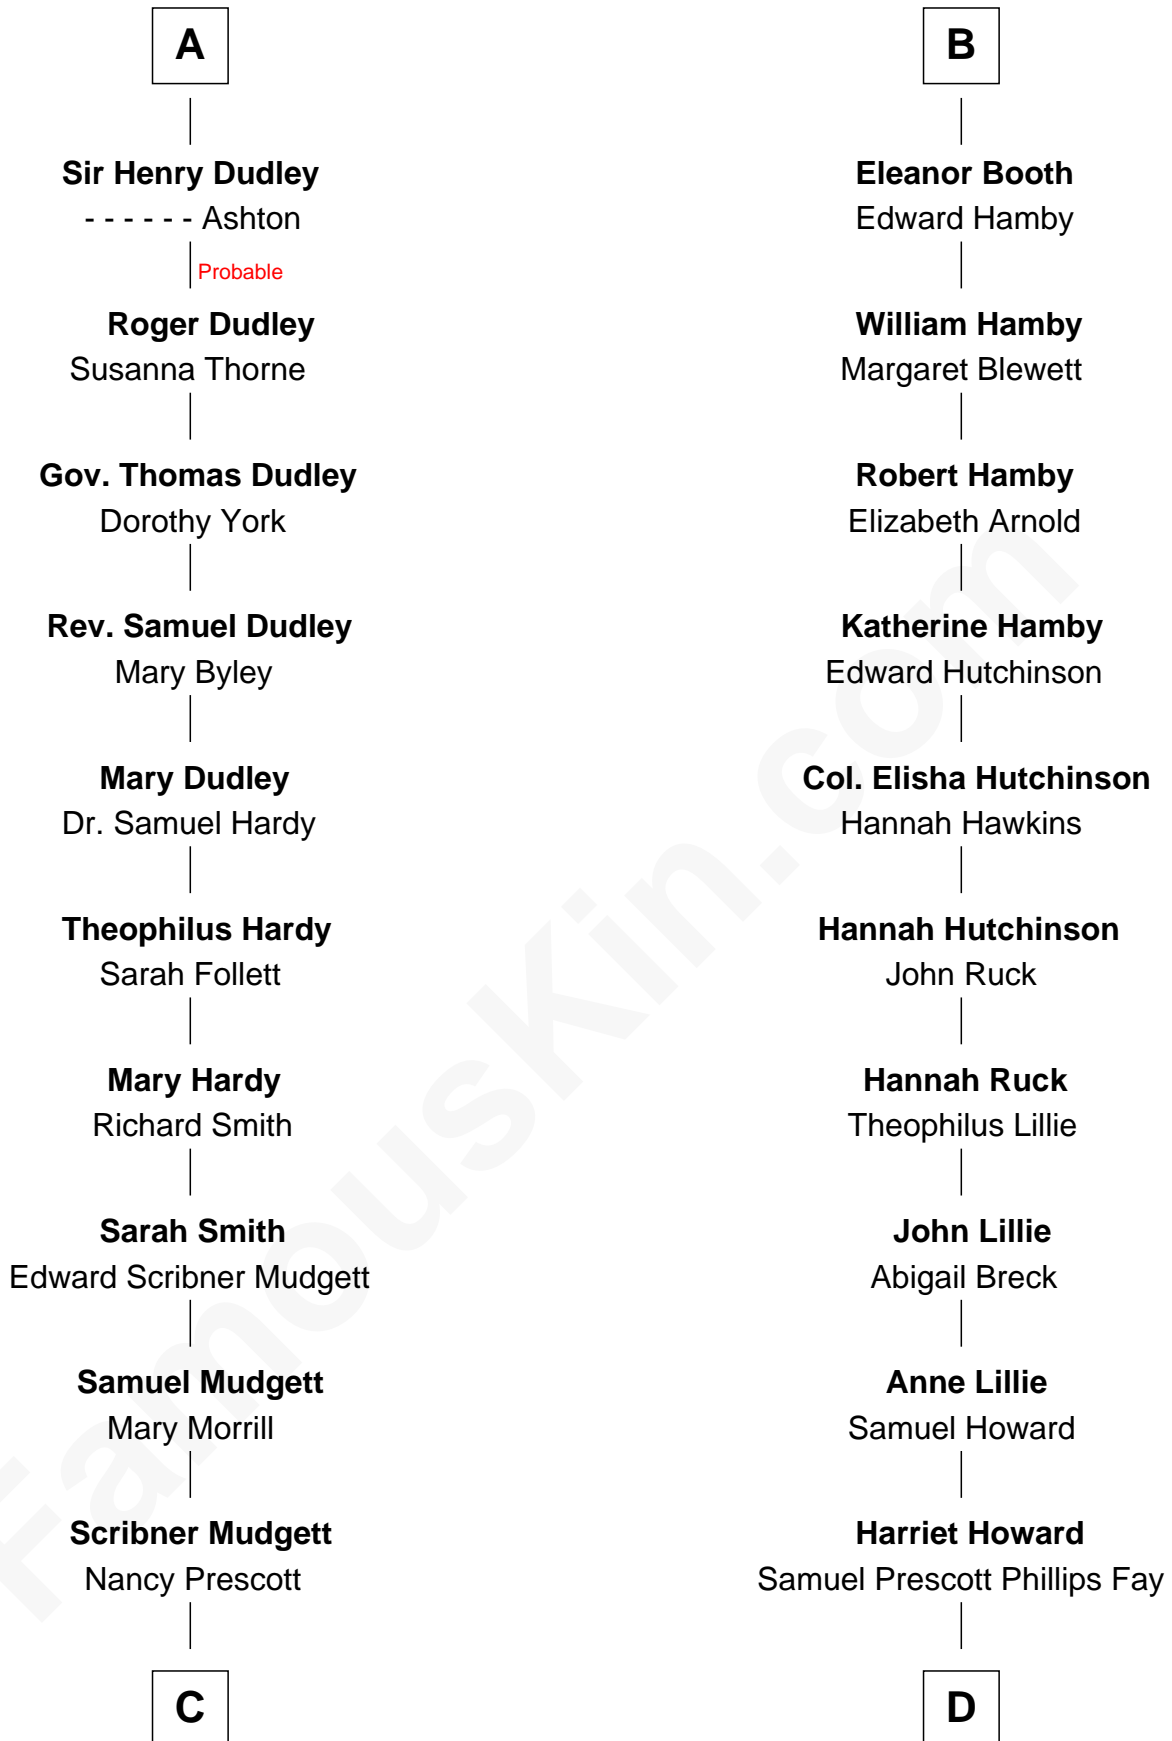 A
Sir Henry Dudley
- - - - - - Ashton
Probable
Roger Dudley
Susanna Thorne
Gov. Thomas Dudley
Dorothy York
Rev. Samuel Dudley
Mary Byley
Mary Dudley
Dr. Samuel Hardy
Theophilus Hardy
Sarah Follett
Mary Hardy
Richard Smith
Sarah Smith
Edward Scribner Mudgett
Samuel Mudgett
Mary Morrill
Scribner Mudgett
Nancy Prescott
C
B
Eleanor Booth
Edward Hamby
William Hamby
Margaret Blewett
Robert Hamby
Elizabeth Arnold
Katherine Hamby
Edward Hutchinson
Col. Elisha Hutchinson
Hannah Hawkins
Hannah Hutchinson
John Ruck
Hannah Ruck
Theophilus Lillie
John Lillie
Abigail Breck
Anne Lillie
Samuel Howard
Harriet Howard
Samuel Prescott Phillips Fay
D
FamousKin.com